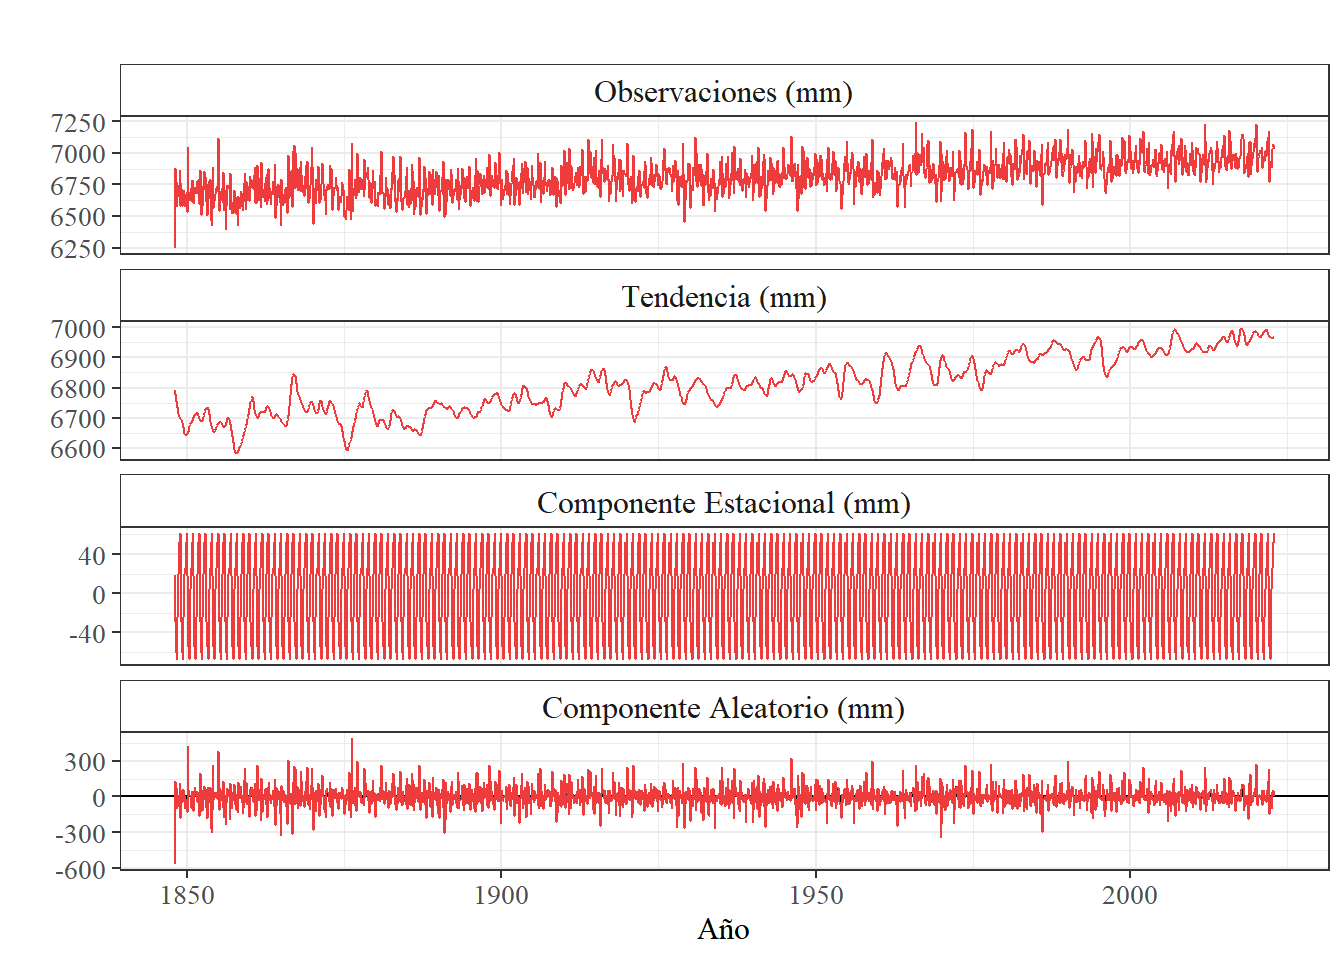 Observaciones (mm)
7250
7000
6750
6500
6250
Tendencia (mm)
7000
6900
6800
6700
6600
Componente Estacional (mm)
40
0
-40
Componente Aleatorio (mm)
300
0
-300
-600
1850 1900 1950 2000
Año